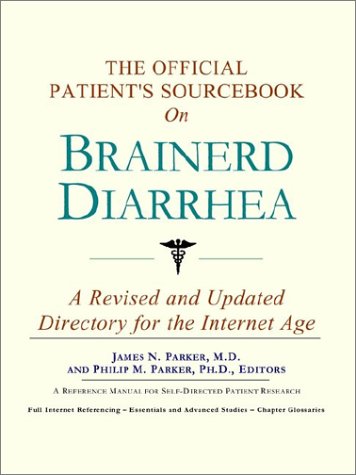 THE OFFICIAL
PATIENT'S SOURCEBOOK
On
BRAINERD
DIARRHEA
A Revised and Updated
Directory for the Internet Age
JAMES N. PARKER, M.D.
AND PHILIP M. PARKER, PH.D., EDITORS
A REFERENCE MANUAL FOR SELF-DIRECTED PATIENT RESEARCH
Full Internet Referencing – Essentials and Advanced Studies – Chapter Glossaries